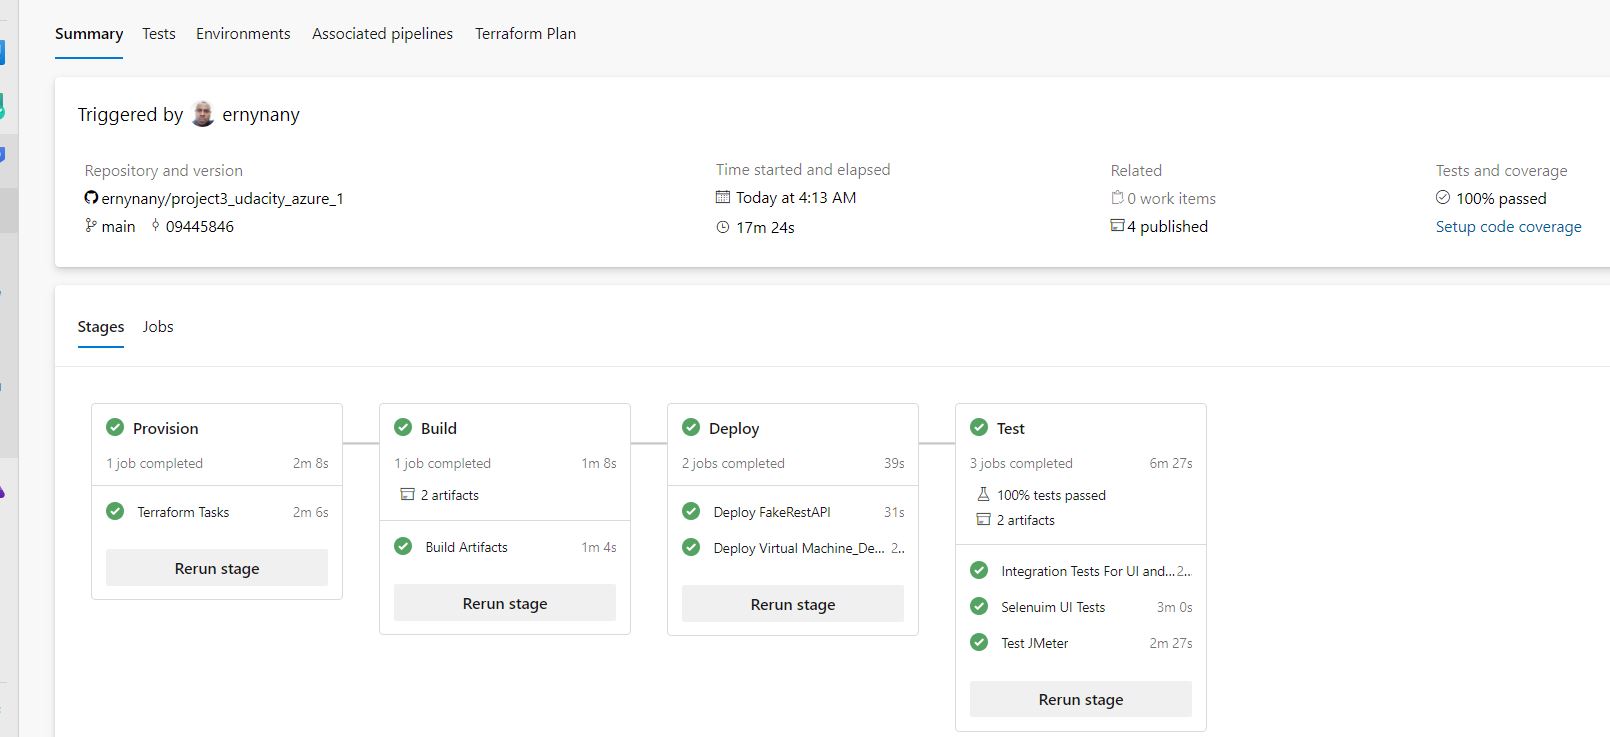 Summary Tests Environments Associated pipelines Terraform Plan
Triggered by ernynany
Repository and version
ernynany/project3_udacity_azure_1
main 09445846
Time started and elapsed
Today at 4:13 AM
17m 24s
Related
0 work items
4 published
Tests and coverage
100% passed
Setup code coverage
Stages Jobs
Provision
1 job completed 2m 8s
Terraform Tasks 2m 6s
Rerun stage
Build
1 job completed 1m 8s
2 artifacts
Build Artifacts 1m 4s
Rerun stage
Deploy
2 jobs completed 39s
Deploy FakeRestAPI 31s
Deploy Virtual Machine_De... 2..
Rerun stage
Test
3 jobs completed 6m 27s
100% tests passed
2 artifacts
Integration Tests For UI and... 2...
Selenuim UI Tests 3m 0s
Test JMeter 2m 27s
Rerun stage